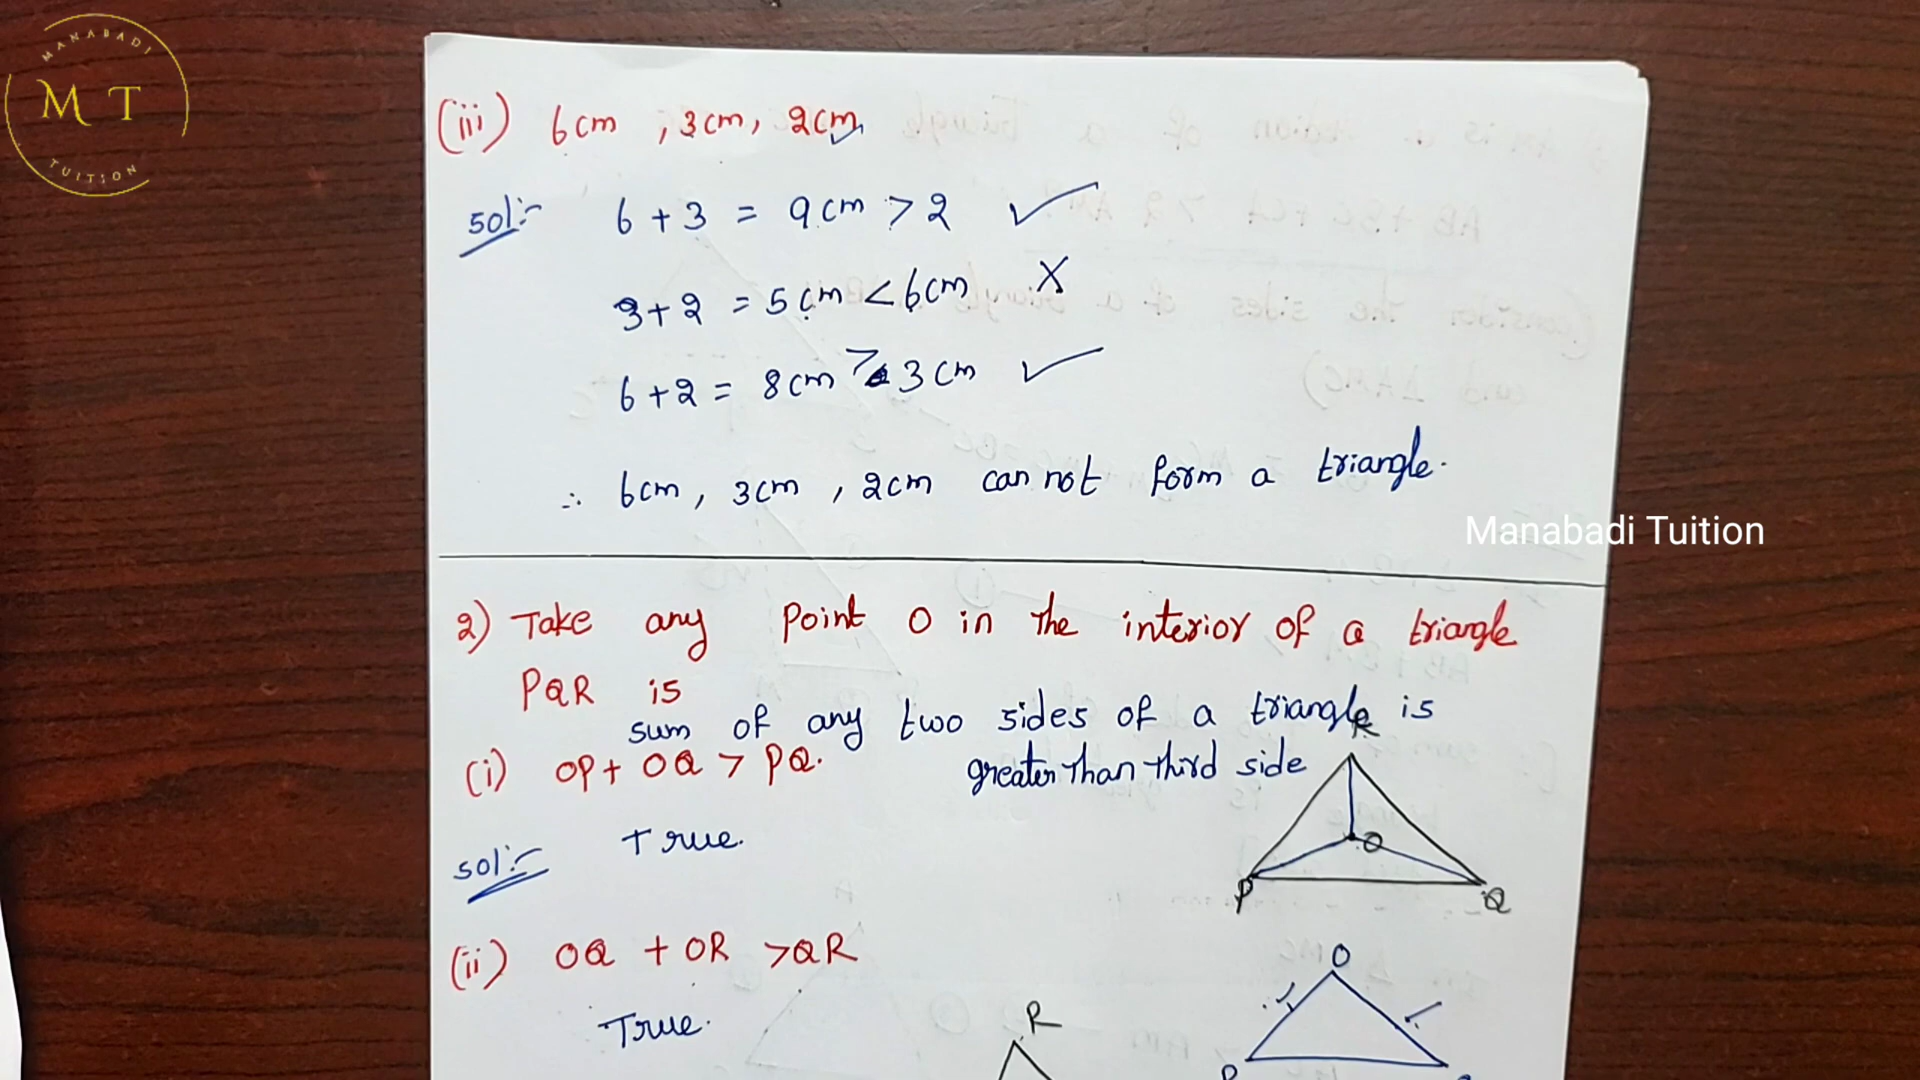 MANABADI
M T
TUITION
(iii) 6cm , 3cm, 2cm
sol:- 6 + 3 = 9cm > 2 ✓
3+2 = 5cm < 6cm X
6+2 = 8cm > 3cm ✓
∴ 6cm, 3cm, 2cm can not form a triangle.
Manabadi Tuition
2) Take any point O in the interior of a triangle
PQR is
sum of any two sides of a triangle is
(i) OP + OQ > PQ.
greater than third side
R
sol:- True.
O
P
Q
(ii) OQ + OR > QR
O
True.
R
P